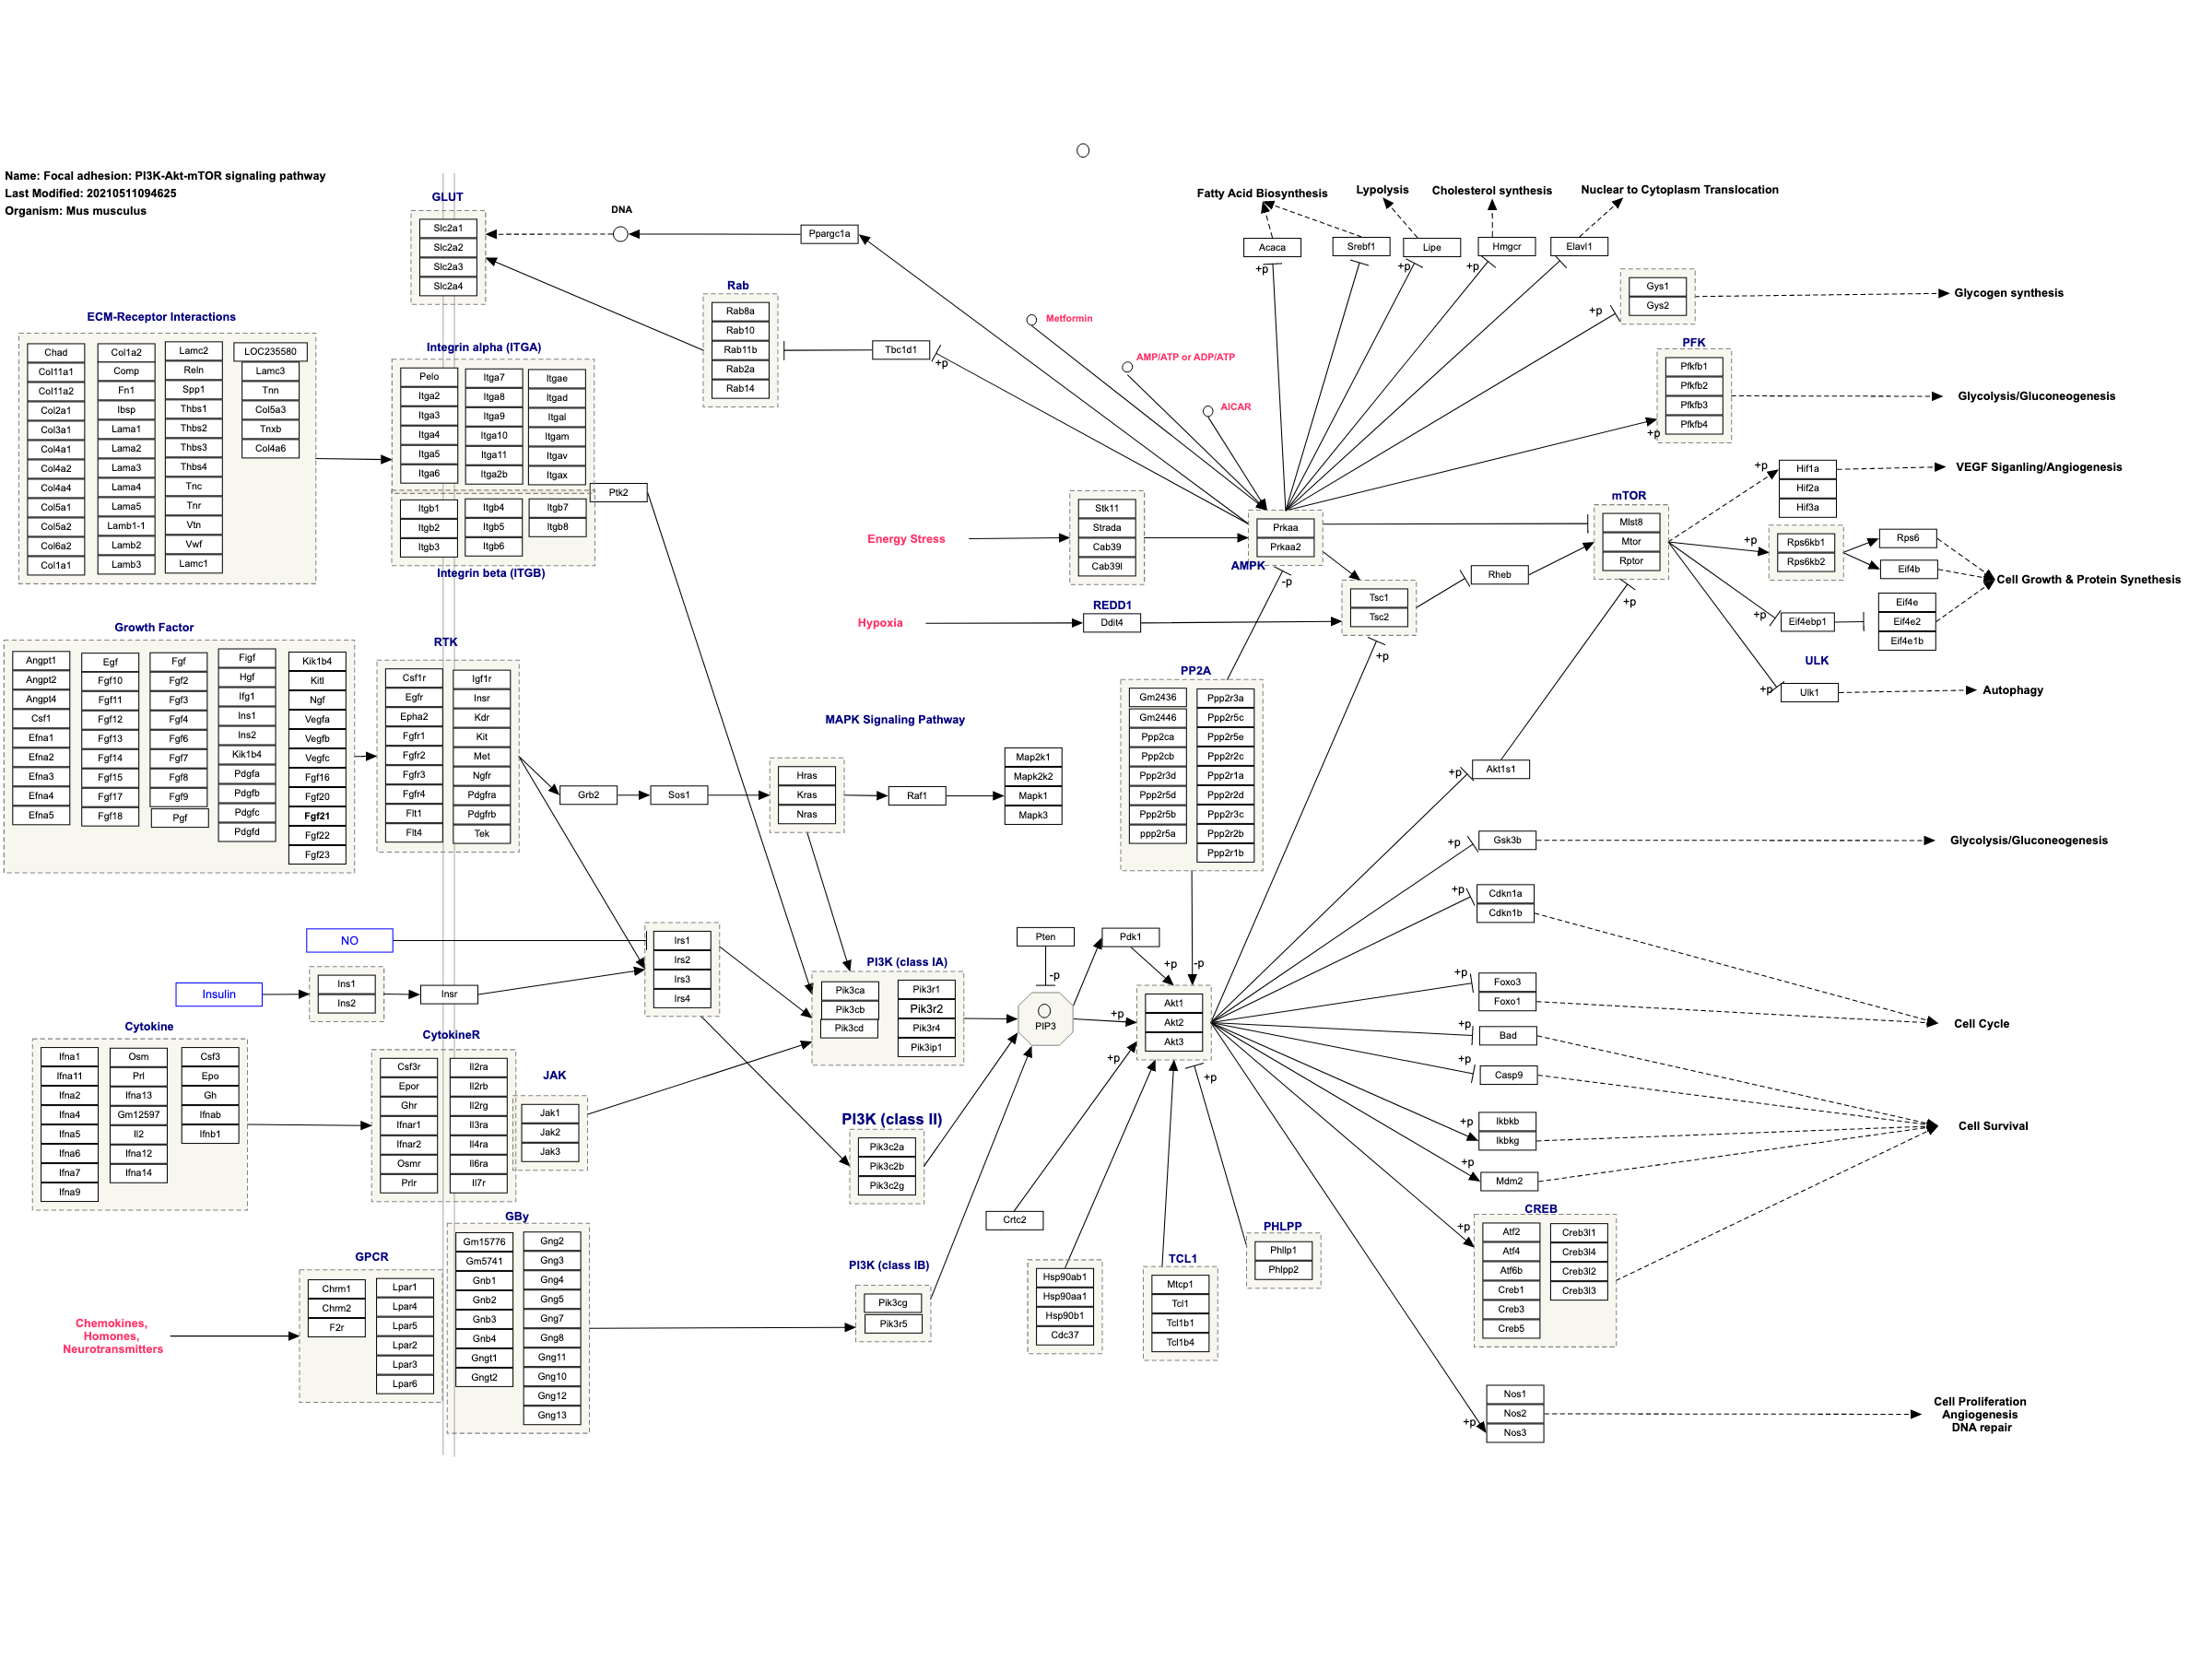 Name: Focal adhesion: PI3K-Akt-mTOR signaling pathway
Last Modified: 20210511094625
Organism: Mus musculus
GLUT
Slc2a1
Slc2a2
Slc2a3
Slc2a4
DNA
Ppargc1a
Rab
Rab8a
Rab10
Rab11b
Rab2a
Rab14
Tbc1d1
+p
Metformin
AMP/ATP or ADP/ATP
AICAR
Fatty Acid Biosynthesis
Lypolysis
Cholesterol synthesis
Nuclear to Cytoplasm Translocation
Acaca
Srebf1
Lipe
Hmgcr
Elavl1
+p
+p
+p
+p
Gys1
Gys2
Glycogen synthesis
PFK
Pfkfb1
Pfkfb2
Pfkfb3
Pfkfb4
+p
Glycolysis/Gluconeogenesis
ECM-Receptor Interactions
Chad
Col11a1
Col11a2
Col2a1
Col3a1
Col4a1
Col4a2
Col4a4
Col5a1
Col5a2
Col6a2
Col1a1
Col1a2
Comp
Fn1
Ibsp
Lama1
Lama2
Lama3
Lama4
Lama5
Lamb1-1
Lamb2
Lamb3
Lamc2
Reln
Spp1
Thbs1
Thbs2
Thbs3
Thbs4
Tnc
Tnr
Vtn
Vwf
Lamc1
LOC235580
Lamc3
Tnn
Col5a3
Tnxb
Col4a6
Integrin alpha (ITGA)
Pelo
Itga2
Itga3
Itga4
Itga5
Itga6
Itga7
Itga8
Itga9
Itga10
Itga11
Itga2b
Itgae
Itgad
Itgal
Itgam
Itgav
Itgax
Ptk2
Itgb1
Itgb2
Itgb3
Itgb4
Itgb5
Itgb6
Itgb7
Itgb8
Integrin beta (ITGB)
Energy Stress
Stk11
Strada
Cab39
Cab39l
Prkaa
Prkaa2
AMPK
-p
Hypoxia
REDD1
Ddit4
Tsc1
Tsc2
+p
Rheb
mTOR
Mlst8
Mtor
Rptor
+p
+p
Hif1a
Hif2a
Hif3a
VEGF Siganling/Angiogenesis
+p
Rps6kb1
Rps6kb2
Rps6
Eif4b
Cell Growth & Protein Synethesis
+p
Eif4ebp1
Eif4e
Eif4e2
Eif4e1b
ULK
+p
Ulk1
Autophagy
Growth Factor
Angpt1
Angpt2
Angpt4
Csf1
Efna1
Efna2
Efna3
Efna4
Efna5
Egf
Fgf10
Fgf11
Fgf12
Fgf13
Fgf14
Fgf15
Fgf17
Fgf18
Fgf
Fgf2
Fgf3
Fgf4
Fgf6
Fgf7
Fgf8
Fgf9
Pgf
Figf
Hgf
Ifg1
Ins1
Ins2
Kik1b4
Pdgfa
Pdgfb
Pdgfc
Pdgfd
Kik1b4
Kitl
Ngf
Vegfa
Vegfb
Vegfc
Fgf16
Fgf20
Fgf21
Fgf22
Fgf23
RTK
Csf1r
Egfr
Epha2
Fgfr1
Fgfr2
Fgfr3
Fgfr4
Flt1
Flt4
Igf1r
Insr
Kdr
Kit
Met
Ngfr
Pdgfra
Pdgfrb
Tek
Grb2
Sos1
MAPK Signaling Pathway
Hras
Kras
Nras
Raf1
Map2k1
Mapk2k2
Mapk1
Mapk3
PP2A
Gm2436
Gm2446
Ppp2ca
Ppp2cb
Ppp2r3d
Ppp2r5d
Ppp2r5b
ppp2r5a
Ppp2r3a
Ppp2r5c
Ppp2r5e
Ppp2r2c
Ppp2r1a
Ppp2r2d
Ppp2r3c
Ppp2r2b
Ppp2r1b
+p
Akt1s1
+p
Gsk3b
Glycolysis/Gluconeogenesis
+p
Cdkn1a
Cdkn1b
+p
Foxo3
Foxo1
Cell Cycle
+p
Bad
+p
Casp9
+p
Ikbkb
Ikbkg
Cell Survival
+p
Mdm2
NO
Insulin
Ins1
Ins2
Insr
Irs1
Irs2
Irs3
Irs4
PI3K (class IA)
Pik3ca
Pik3cb
Pik3cd
Pik3r1
Pik3r2
Pik3r4
Pik3ip1
Pten
-p
PIP3
Pdk1
+p
-p
+p
Akt1
Akt2
Akt3
+p
+p
Cytokine
Ifna1
Ifna11
Ifna2
Ifna4
Ifna5
Ifna6
Ifna7
Ifna9
Osm
Prl
Ifna13
Gm12597
Il2
Ifna12
Ifna14
Csf3
Epo
Gh
Ifnab
Ifnb1
CytokineR
Csf3r
Epor
Ghr
Ifnar1
Ifnar2
Osmr
Prlr
Il2ra
Il2rb
Il2rg
Il3ra
Il4ra
Il6ra
Il7r
JAK
Jak1
Jak2
Jak3
PI3K (class II)
Pik3c2a
Pik3c2b
Pik3c2g
Crtc2
GPCR
Chrm1
Chrm2
F2r
Lpar1
Lpar4
Lpar5
Lpar2
Lpar3
Lpar6
Chemokines,
Homones,
Neurotransmitters
GBy
Gm15776
Gm5741
Gnb1
Gnb2
Gnb3
Gnb4
Gngt1
Gngt2
Gng2
Gng3
Gng4
Gng5
Gng7
Gng8
Gng11
Gng10
Gng12
Gng13
PI3K (class IB)
Pik3cg
Pik3r5
Hsp90ab1
Hsp90aa1
Hsp90b1
Cdc37
TCL1
Mtcp1
Tcl1
Tcl1b1
Tcl1b4
PHLPP
Phllp1
Phlpp2
CREB
+p
Atf2
Atf4
Atf6b
Creb1
Creb3
Creb5
Creb3l1
Creb3l4
Creb3l2
Creb3l3
+p
Nos1
Nos2
Nos3
Cell Proliferation
Angiogenesis
DNA repair